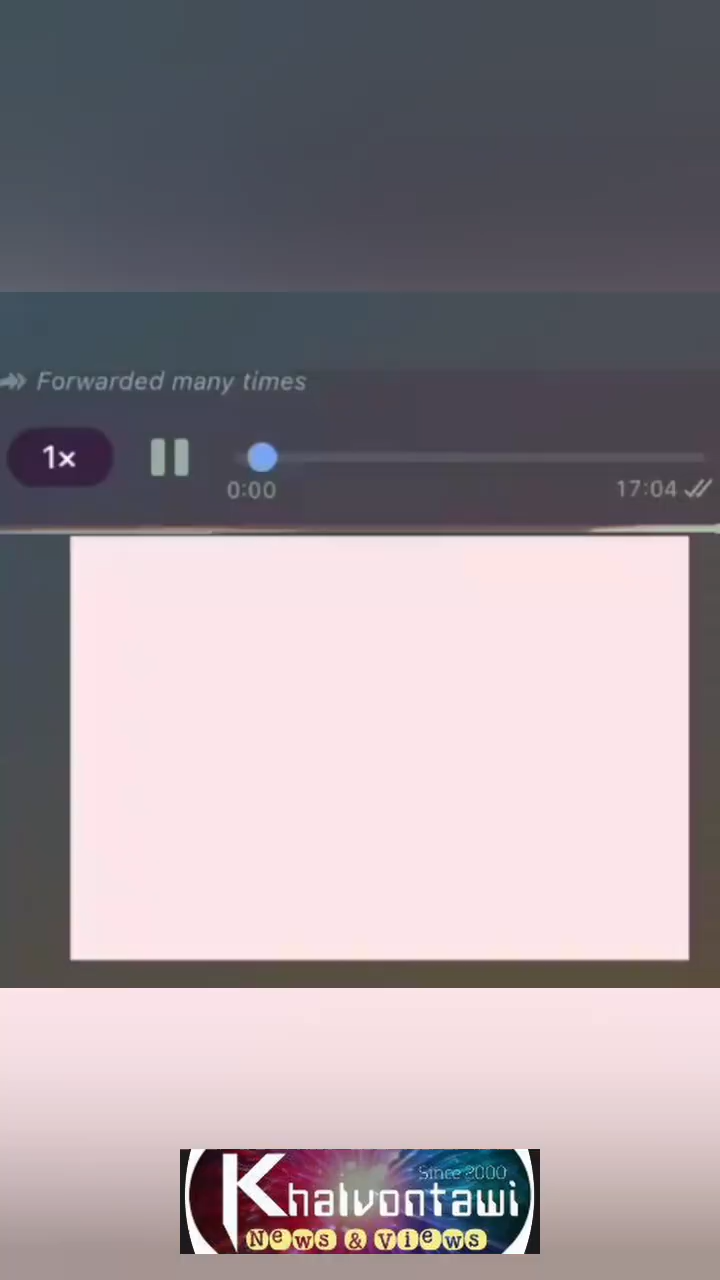 Forwarded many times
1x
0:00 17:04
Since 2000
Khalvontawi
News & Views